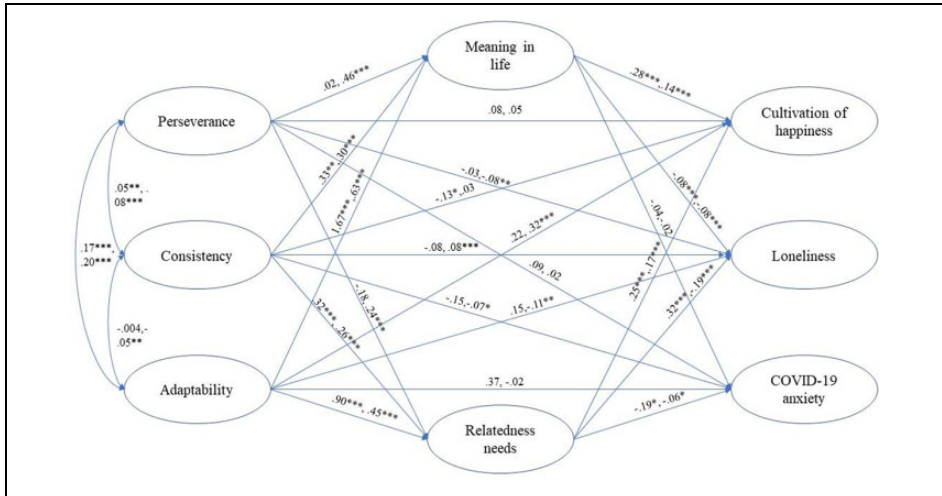 Meaning in
life
.02, .46***
.28***,.14***
Perseverance
.08, .05
Cultivation of
happiness
.33**,.30***
-.03,-.08**
-.08***,-.08***
.05**, .
08***
1.67***,.63***
-.13*,.03
-.04,-.02
.22, .32***
.17***,
.20***
Consistency
-.08, .08***
Loneliness
.09, .02
.25***,.17***
-.18,.24***
-.15,-.07*
.15,-.11**
.32***,-.19***
.32***,.26***
-.004,-
.05**
Adaptability
.37, -.02
COVID-19
anxiety
.90***, .45***
-.19*, -.06*
Relatedness
needs